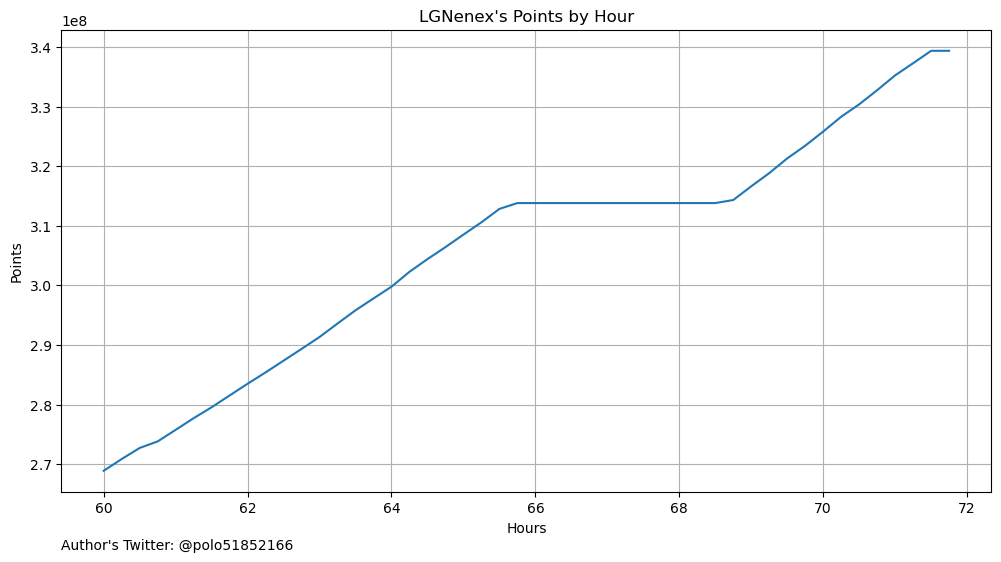 LGNenex's Points by Hour
1e8
3.4
3.3
3.2
3.1
3.0
2.9
2.8
2.7
Points
60 62 64 66 68 70 72
Hours
Author's Twitter: @polo51852166